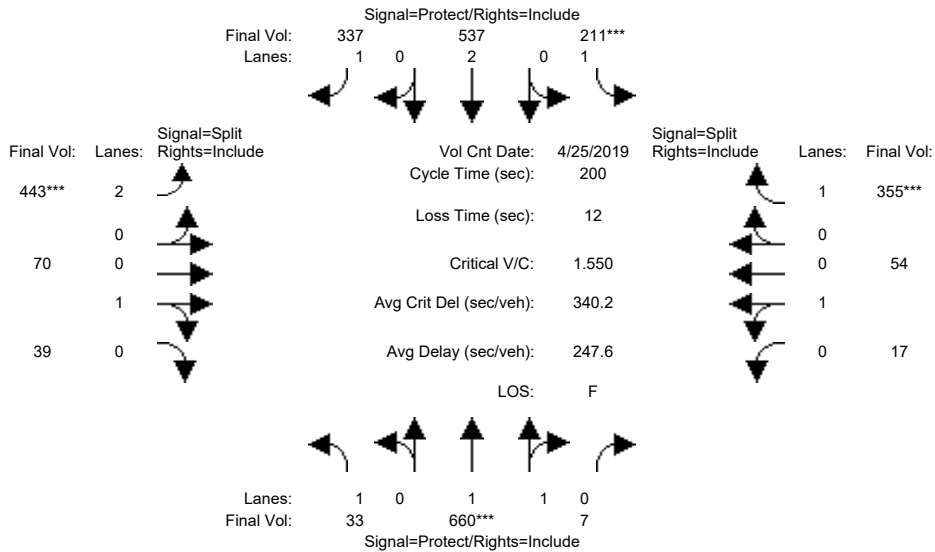 Signal=Protect/Rights=Include
Final Vol: 337 537 211***
Lanes: 1 0 2 0 1
Signal=Split
Final Vol: Lanes: Rights=Include
Vol Cnt Date: 4/25/2019
Signal=Split
Rights=Include Lanes: Final Vol:
Cycle Time (sec): 200
443*** 2 1 355***
Loss Time (sec): 12
0 0
70 0 Critical V/C: 1.550 0 54
1 Avg Crit Del (sec/veh): 340.2 1
39 0 Avg Delay (sec/veh): 247.6 0 17
LOS: F
Lanes: 1 0 1 1 0
Final Vol: 33 660*** 7
Signal=Protect/Rights=Include